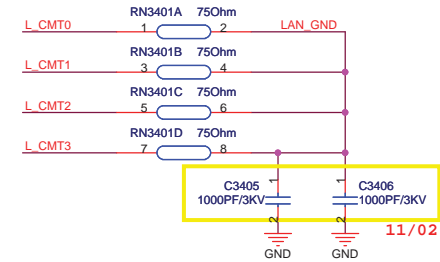 RN3401A 75Ohm
L_CMT0 1 2 LAN_GND
RN3401B 75Ohm
L_CMT1 3 4
RN3401C 75Ohm
L_CMT2 5 6
RN3401D 75Ohm
L_CMT3 7 8
1 1
C3405 C3406
1000PF/3KV 1000PF/3KV
2 2
11/02
GND GND